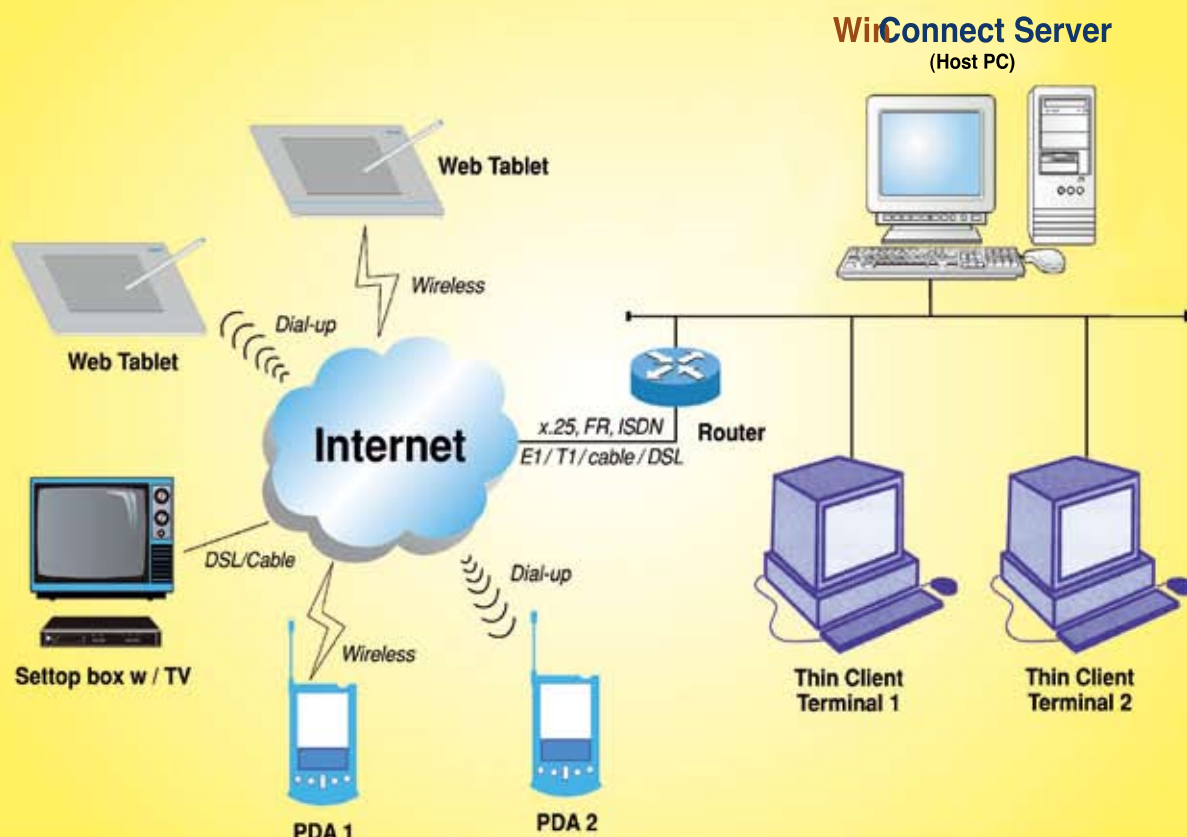 WinConnect Server
(Host PC)
Web Tablet
Wireless
Dial-up
Web Tablet
Internet
x.25, FR, ISDN
E1 / T1 / cable / DSL
Router
DSL/Cable
Dial-up
Wireless
Settop box w / TV
Thin Client
Terminal 1
Thin Client
Terminal 2
PDA 1
PDA 2